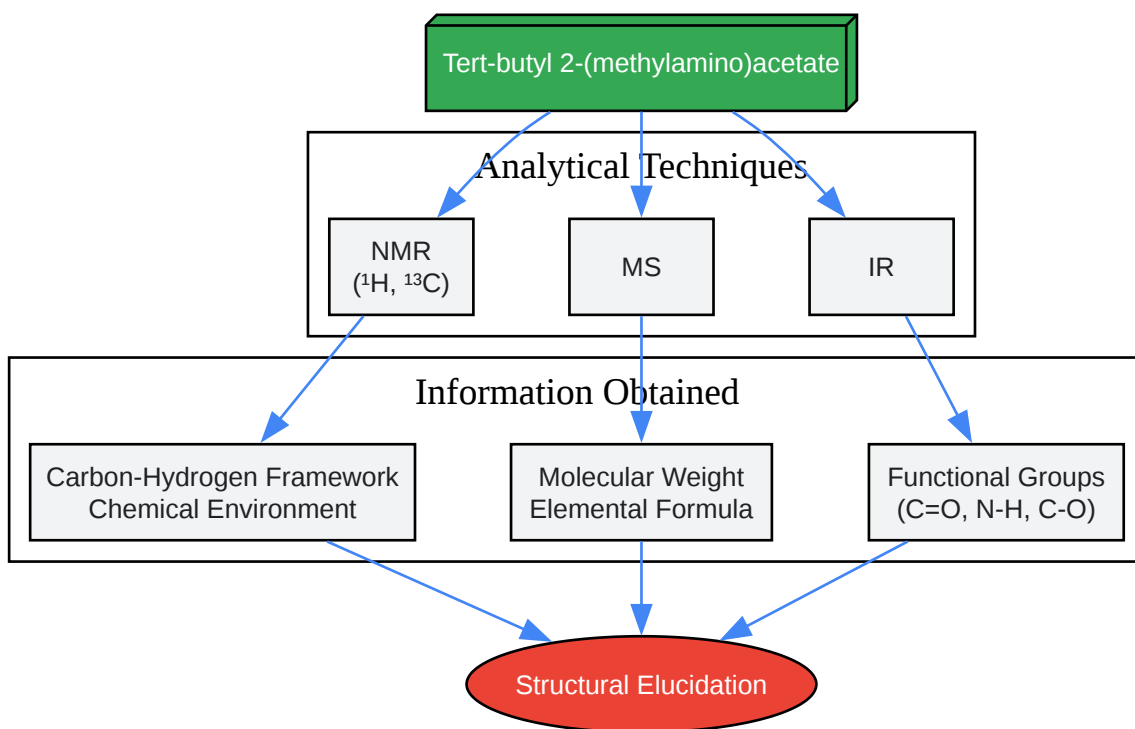 Tert-butyl 2-(methylamino)acetate
Analytical Techniques
NMR
(¹H, ¹³C)
MS
IR
Information Obtained
Carbon-Hydrogen Framework
Chemical Environment
Molecular Weight
Elemental Formula
Functional Groups
(C=O, N-H, C-O)
Structural Elucidation